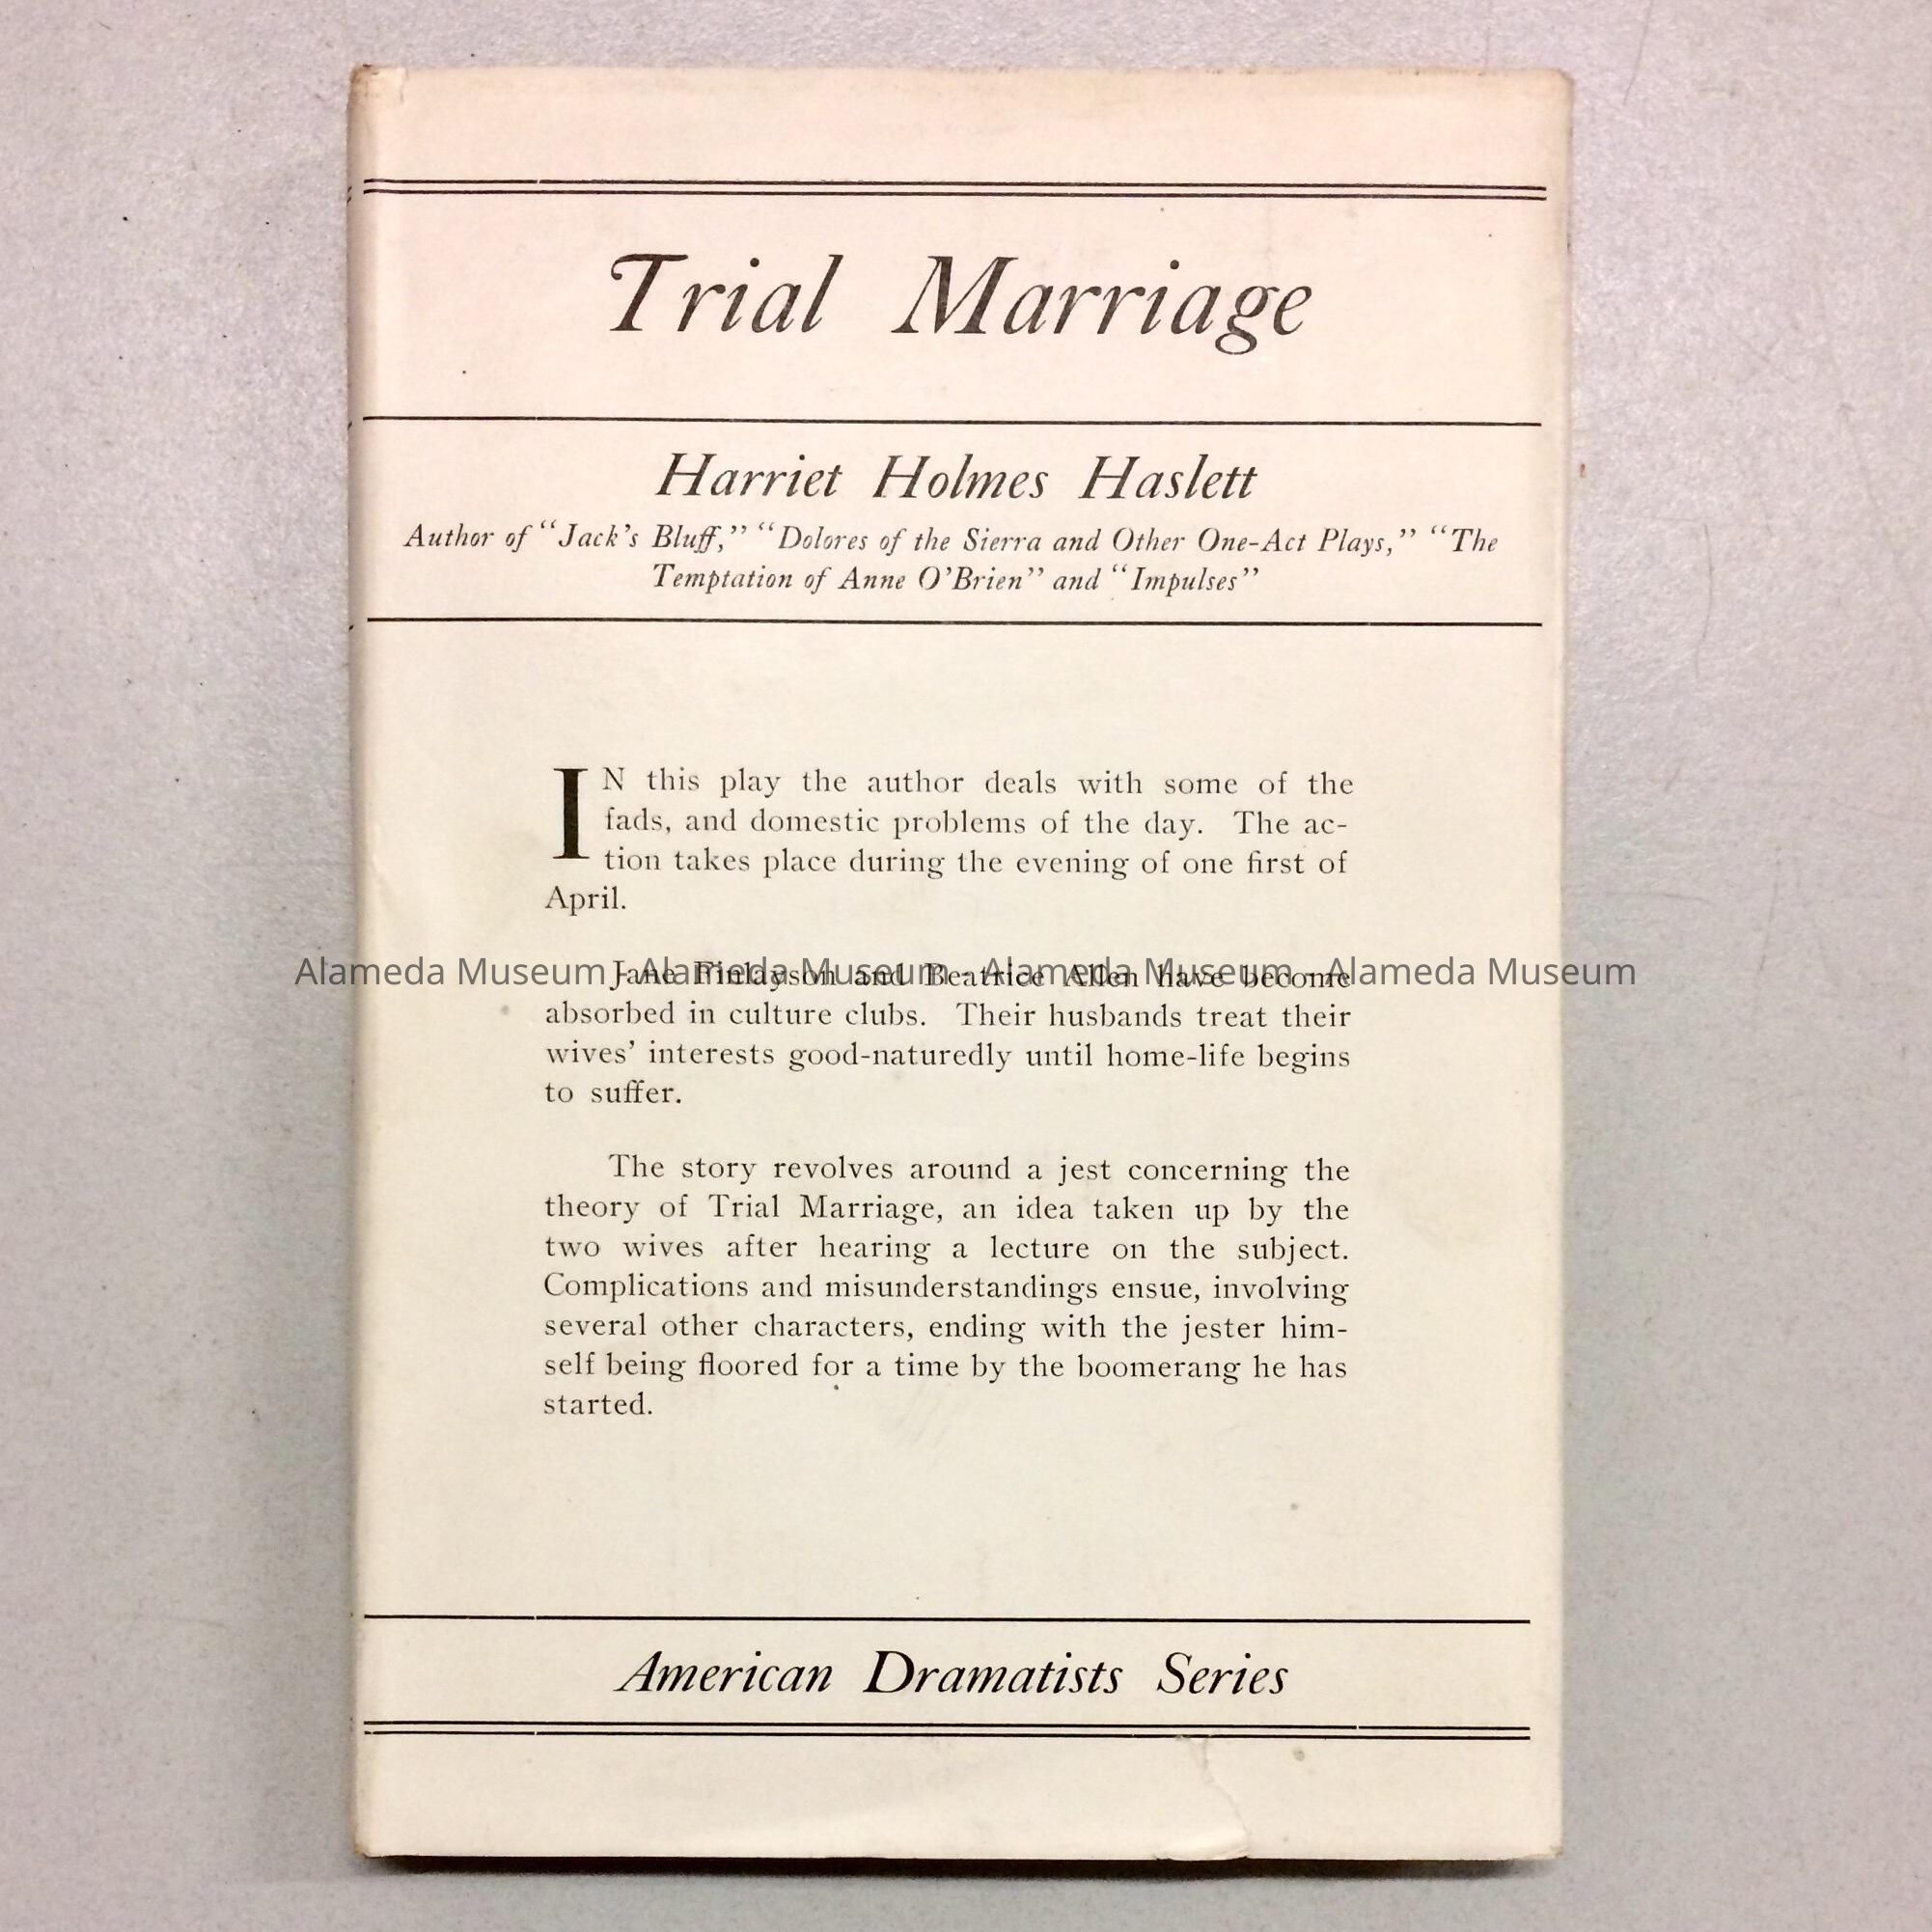 Trial Marriage
Harriet Holmes Haslett
Author of “Jack’s Bluff,” “Dolores of the Sierra and Other One-Act Plays,” “The
Temptation of Anne O’Brien” and “Impulses”
IN this play the author deals with some of the
fads, and domestic problems of the day. The ac-
tion takes place during the evening of one first of
April.
Jane Finlayson and Beatrice Allen have become
Alameda Museum - Alameda Museum - Alameda Museum - Alameda Museum
absorbed in culture clubs. Their husbands treat their
wives’ interests good-naturedly until home-life begins
to suffer.
The story revolves around a jest concerning the
theory of Trial Marriage, an idea taken up by the
two wives after hearing a lecture on the subject.
Complications and misunderstandings ensue, involving
several other characters, ending with the jester him-
self being floored for a time by the boomerang he has
started.
American Dramatists Series